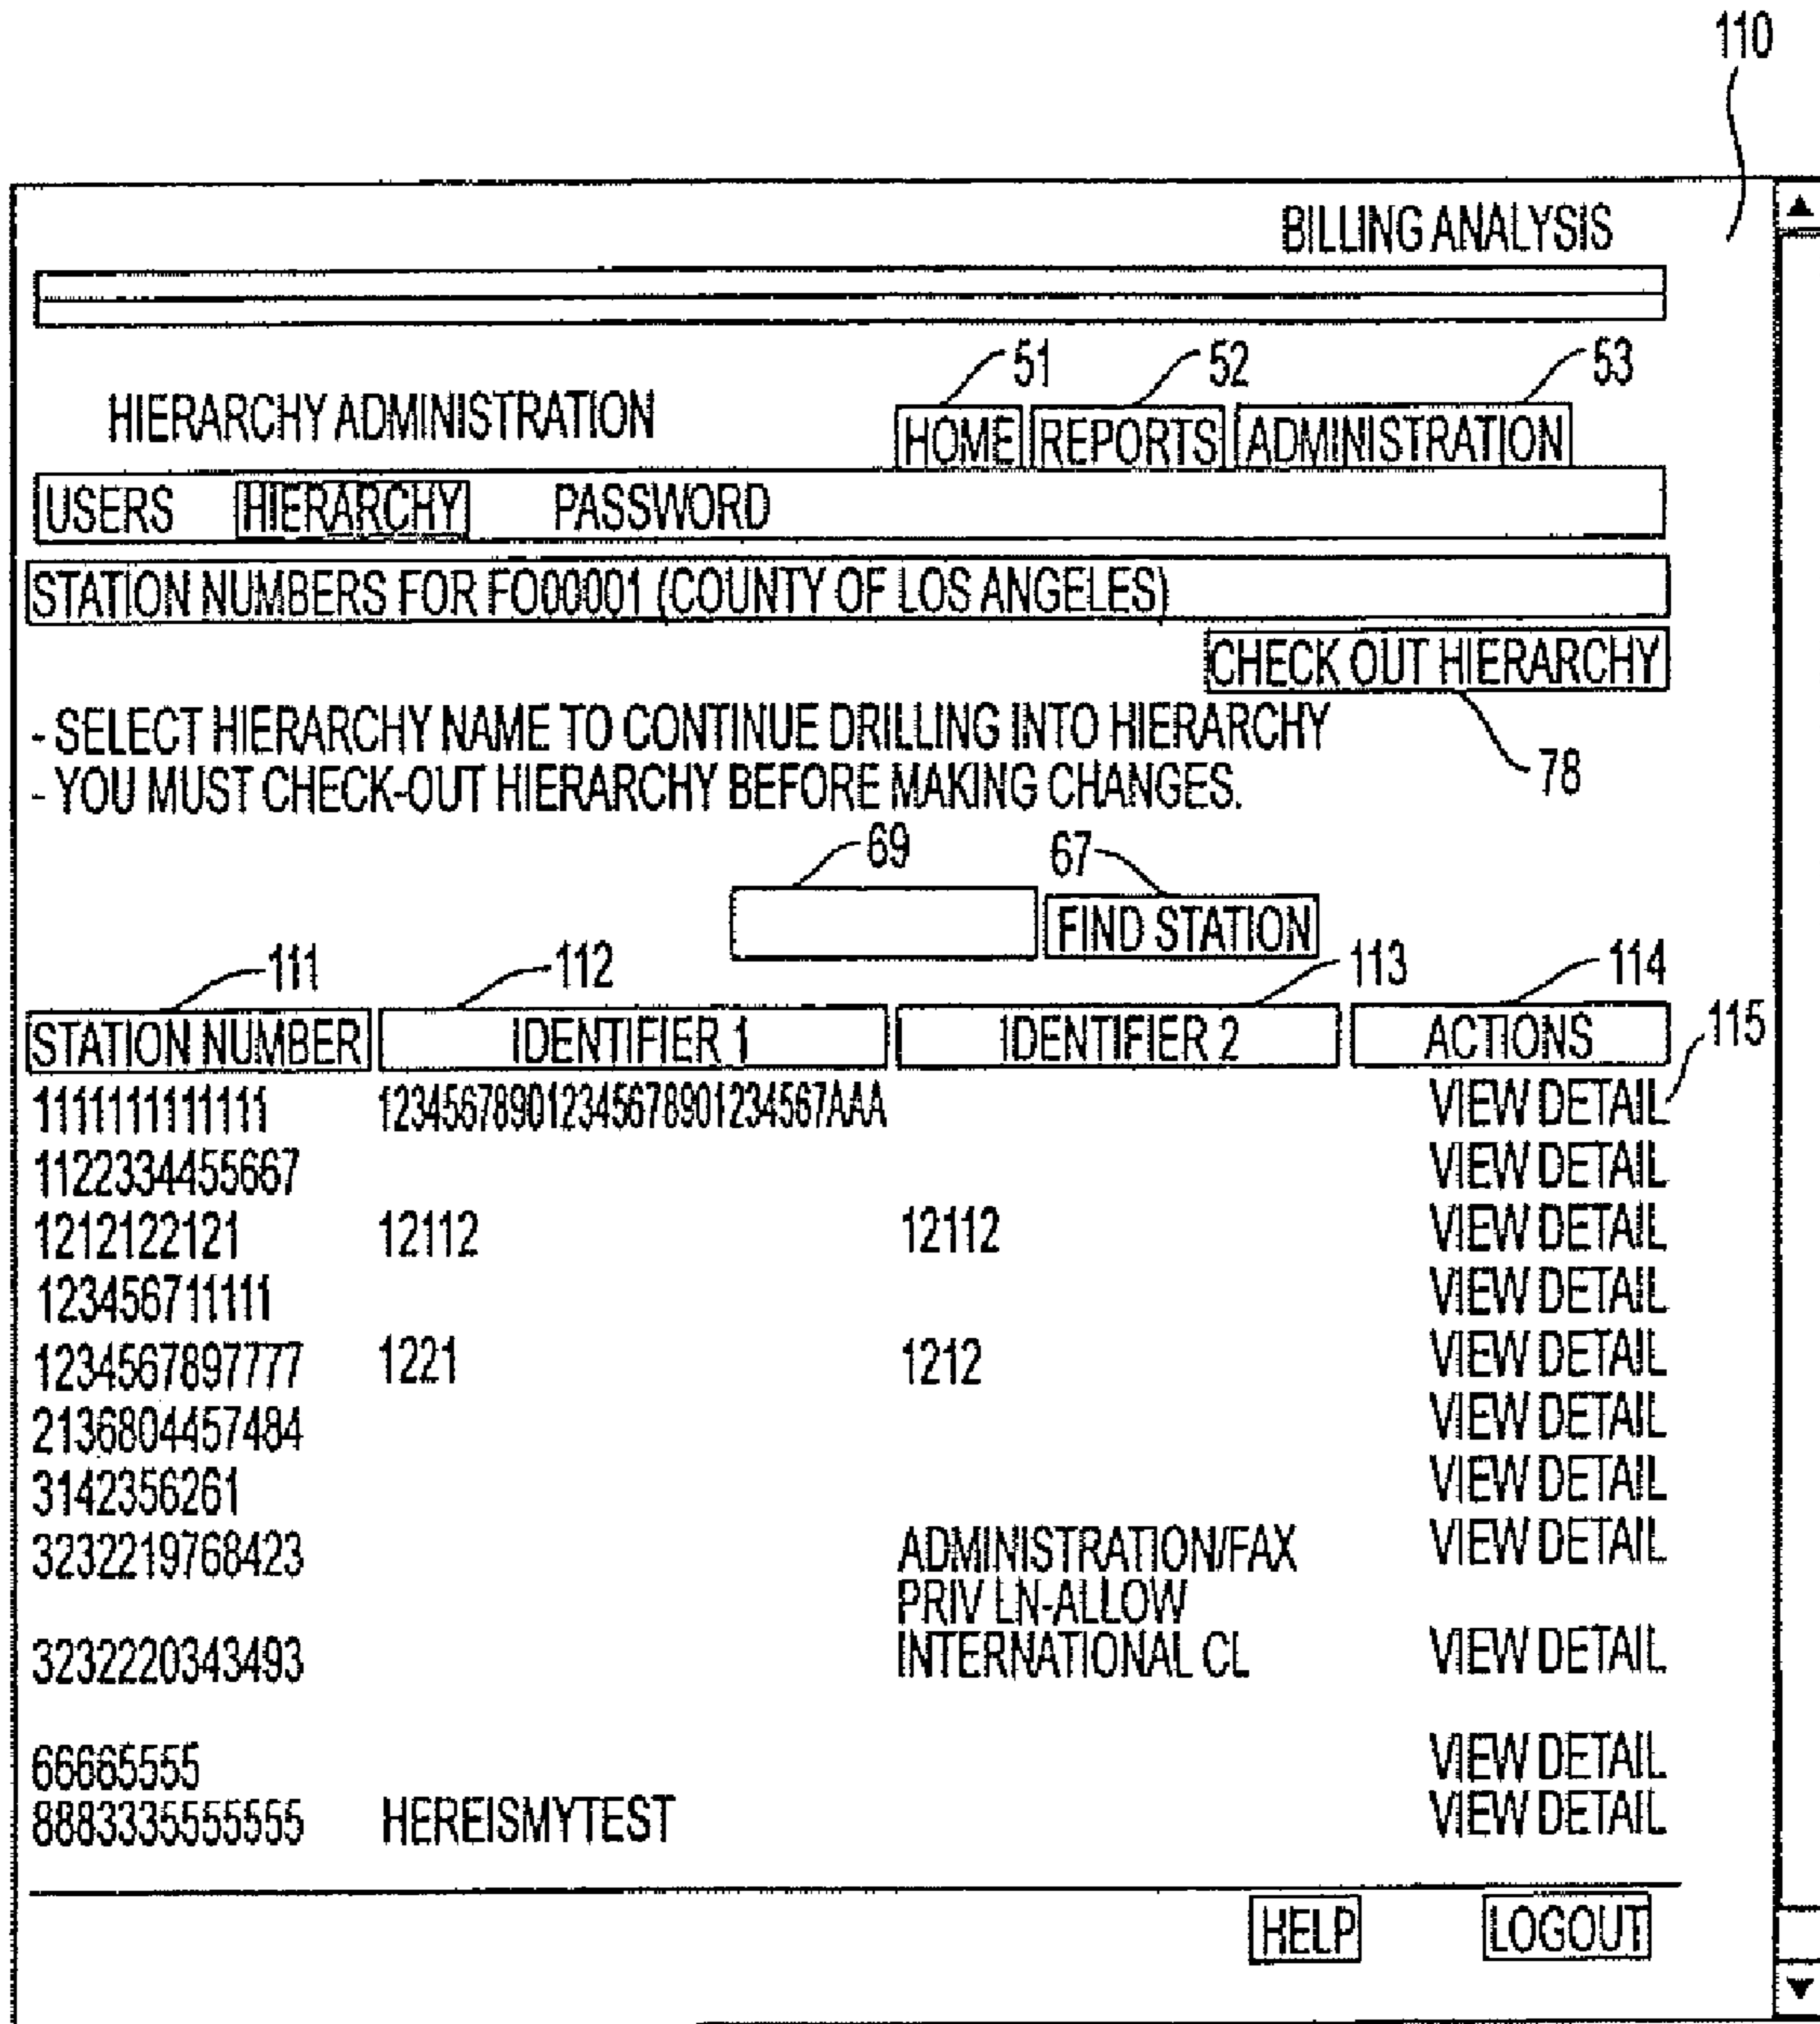 110
BILLING ANALYSIS
51 52 53
HIERARCHY ADMINISTRATION HOME REPORTS ADMINISTRATION
USERS HIERARCHY PASSWORD
STATION NUMBERS FOR FO00001 (COUNTY OF LOS ANGELES)
CHECK OUT HIERARCHY
- SELECT HIERARCHY NAME TO CONTINUE DRILLING INTO HIERARCHY
- YOU MUST CHECK-OUT HIERARCHY BEFORE MAKING CHANGES.
78
69 67
FIND STATION
111 112 113 114
STATION NUMBER IDENTIFIER 1 IDENTIFIER 2 ACTIONS
115
1111111111111 123456789012345678901234567AAA VIEW DETAIL
1122334455667 VIEW DETAIL
1212122121 12112 12112 VIEW DETAIL
123456711111 VIEW DETAIL
1234567897777 1221 1212 VIEW DETAIL
2136804457484 VIEW DETAIL
3142356261 VIEW DETAIL
3232219768423 ADMINISTRATION/FAX VIEW DETAIL
PRIV LN-ALLOW
3232220343493 INTERNATIONAL CL VIEW DETAIL
66665555 VIEW DETAIL
8883335555555 HEREISMYTEST VIEW DETAIL
HELP LOGOUT